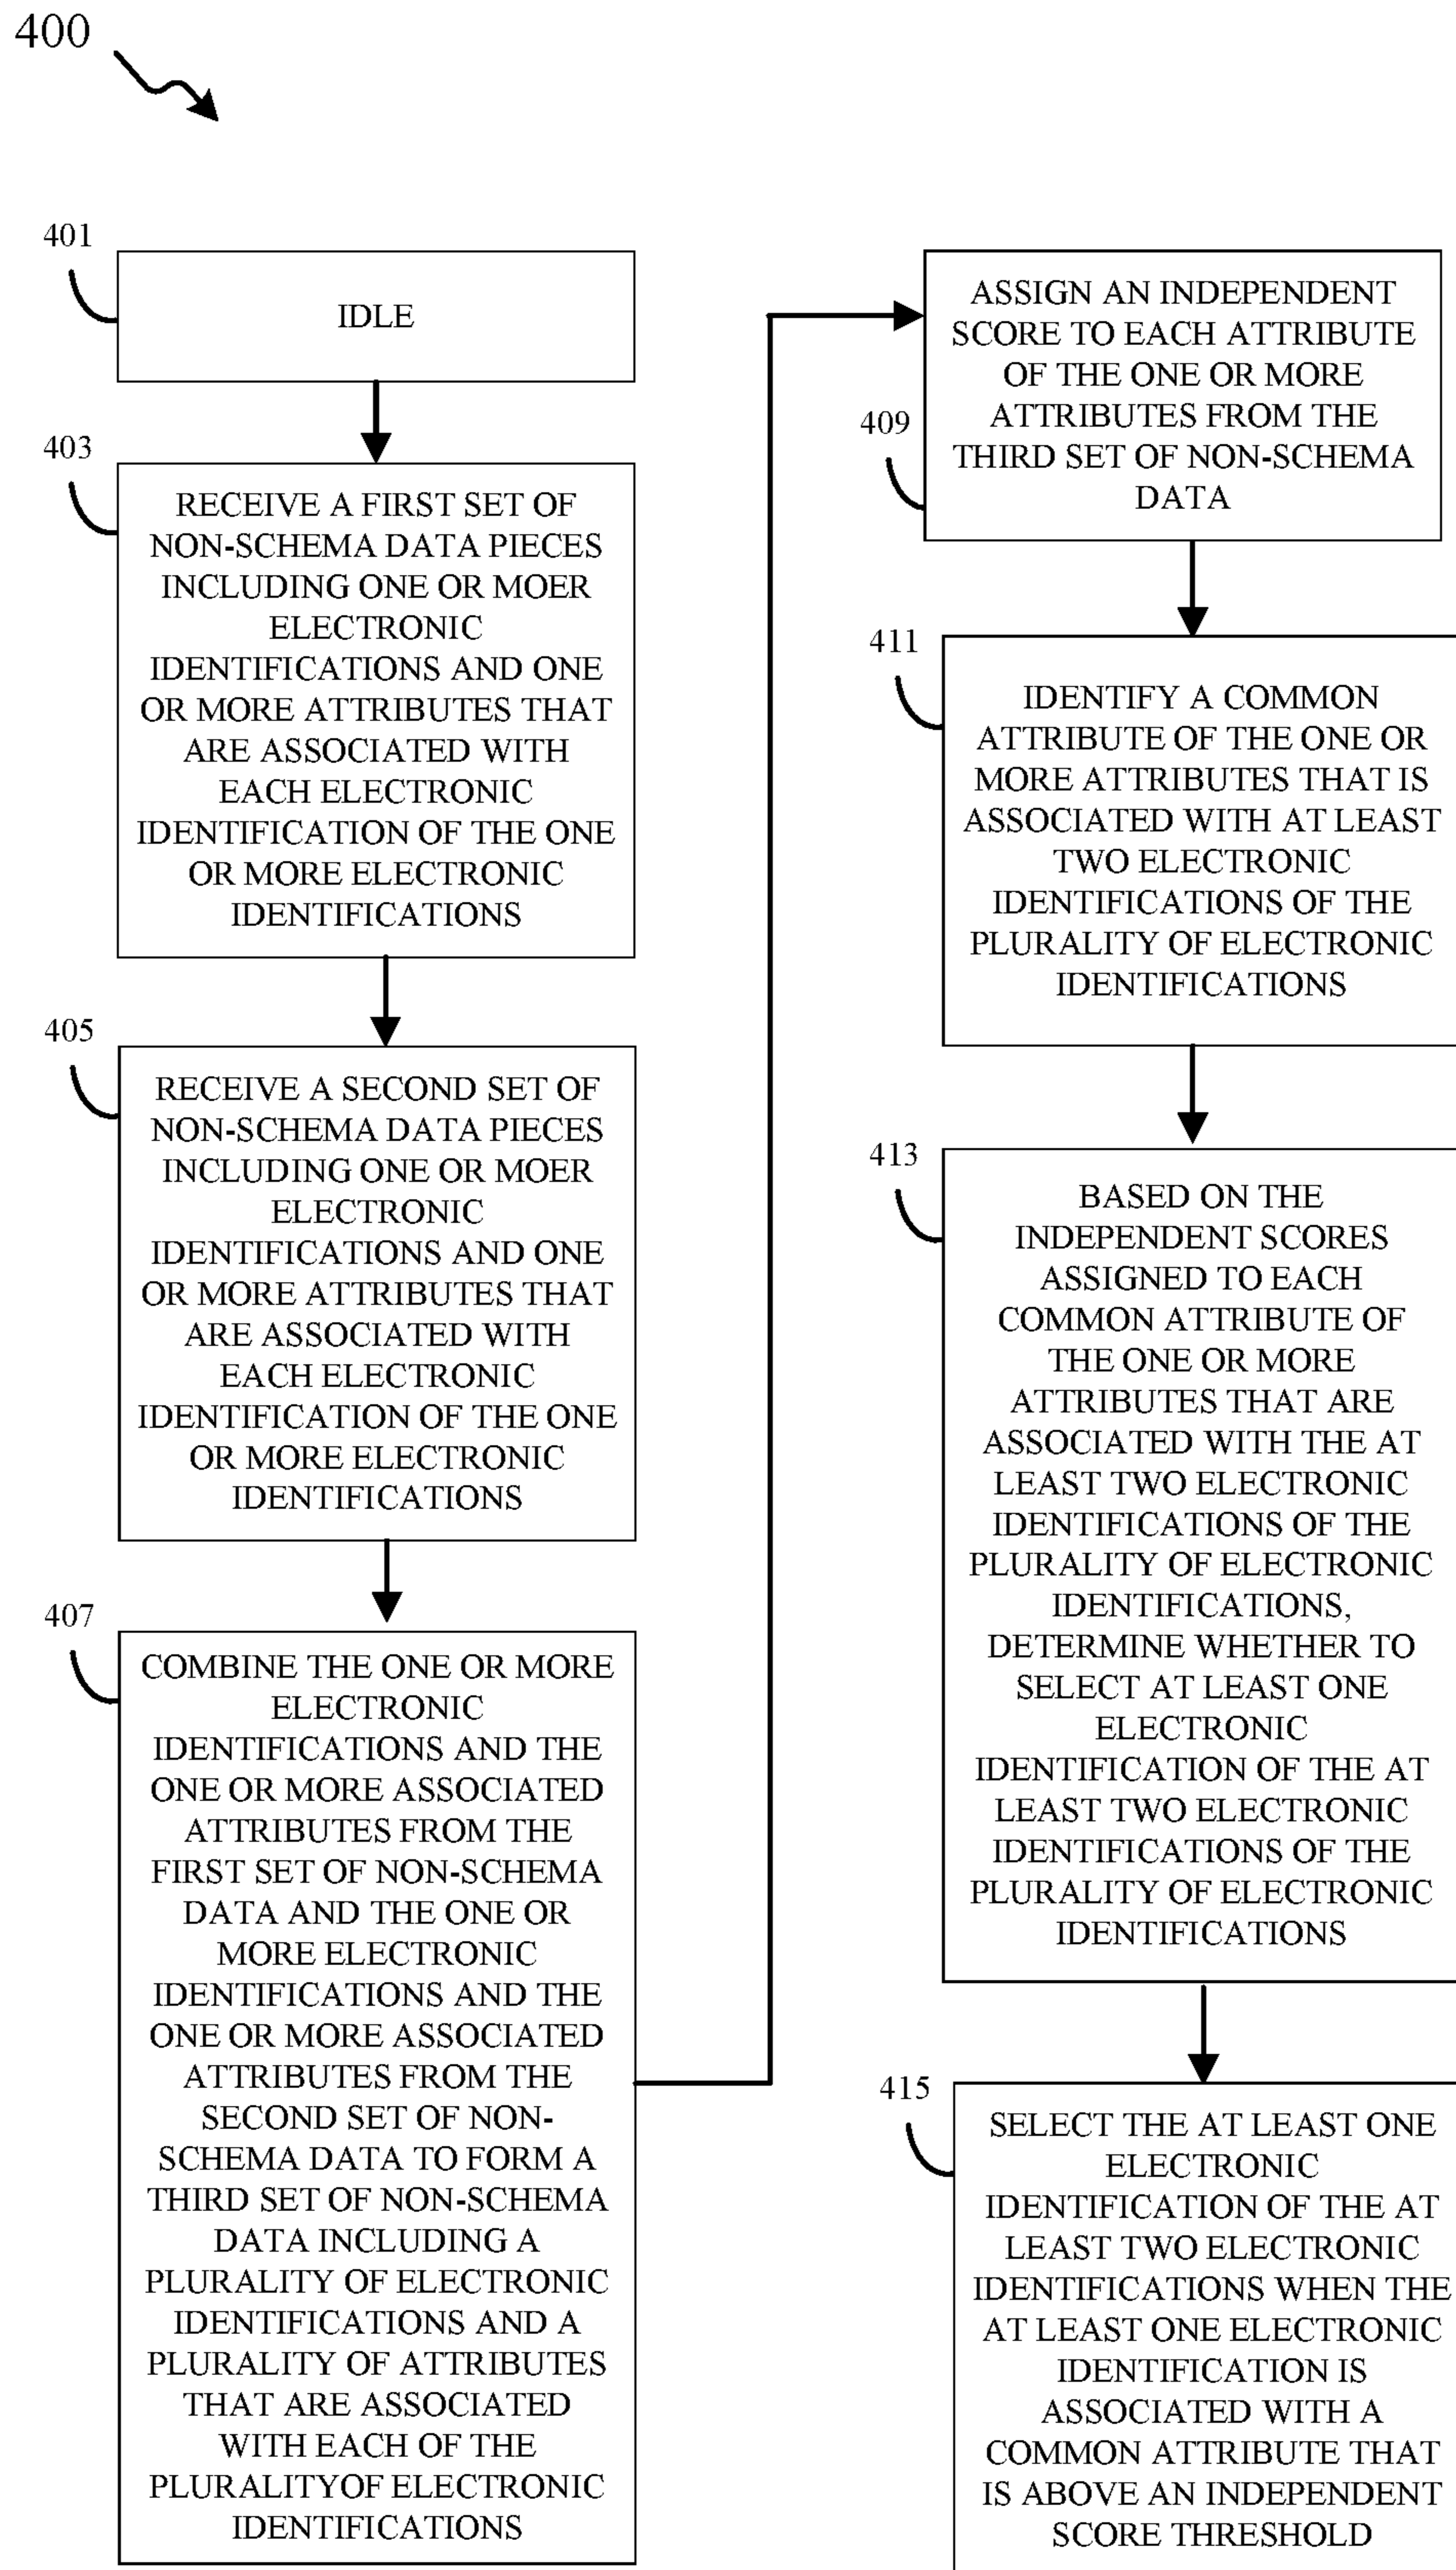 400
401
IDLE
403
RECEIVE A FIRST SET OF
NON-SCHEMA DATA PIECES
INCLUDING ONE OR MOER
ELECTRONIC
IDENTIFICATIONS AND ONE
OR MORE ATTRIBUTES THAT
ARE ASSOCIATED WITH
EACH ELECTRONIC
IDENTIFICATION OF THE ONE
OR MORE ELECTRONIC
IDENTIFICATIONS
405
RECEIVE A SECOND SET OF
NON-SCHEMA DATA PIECES
INCLUDING ONE OR MOER
ELECTRONIC
IDENTIFICATIONS AND ONE
OR MORE ATTRIBUTES THAT
ARE ASSOCIATED WITH
EACH ELECTRONIC
IDENTIFICATION OF THE ONE
OR MORE ELECTRONIC
IDENTIFICATIONS
407
COMBINE THE ONE OR MORE
ELECTRONIC
IDENTIFICATIONS AND THE
ONE OR MORE ASSOCIATED
ATTRIBUTES FROM THE
FIRST SET OF NON-SCHEMA
DATA AND THE ONE OR
MORE ELECTRONIC
IDENTIFICATIONS AND THE
ONE OR MORE ASSOCIATED
ATTRIBUTES FROM THE
SECOND SET OF NON-
SCHEMA DATA TO FORM A
THIRD SET OF NON-SCHEMA
DATA INCLUDING A
PLURALITY OF ELECTRONIC
IDENTIFICATIONS AND A
PLURALITY OF ATTRIBUTES
THAT ARE ASSOCIATED
WITH EACH OF THE
PLURALITYOF ELECTRONIC
IDENTIFICATIONS
409
ASSIGN AN INDEPENDENT
SCORE TO EACH ATTRIBUTE
OF THE ONE OR MORE
ATTRIBUTES FROM THE
THIRD SET OF NON-SCHEMA
DATA
411
IDENTIFY A COMMON
ATTRIBUTE OF THE ONE OR
MORE ATTRIBUTES THAT IS
ASSOCIATED WITH AT LEAST
TWO ELECTRONIC
IDENTIFICATIONS OF THE
PLURALITY OF ELECTRONIC
IDENTIFICATIONS
413
BASED ON THE
INDEPENDENT SCORES
ASSIGNED TO EACH
COMMON ATTRIBUTE OF
THE ONE OR MORE
ATTRIBUTES THAT ARE
ASSOCIATED WITH THE AT
LEAST TWO ELECTRONIC
IDENTIFICATIONS OF THE
PLURALITY OF ELECTRONIC
IDENTIFICATIONS,
DETERMINE WHETHER TO
SELECT AT LEAST ONE
ELECTRONIC
IDENTIFICATION OF THE AT
LEAST TWO ELECTRONIC
IDENTIFICATIONS OF THE
PLURALITY OF ELECTRONIC
IDENTIFICATIONS
415
SELECT THE AT LEAST ONE
ELECTRONIC
IDENTIFICATION OF THE AT
LEAST TWO ELECTRONIC
IDENTIFICATIONS WHEN THE
AT LEAST ONE ELECTRONIC
IDENTIFICATION IS
ASSOCIATED WITH A
COMMON ATTRIBUTE THAT
IS ABOVE AN INDEPENDENT
SCORE THRESHOLD